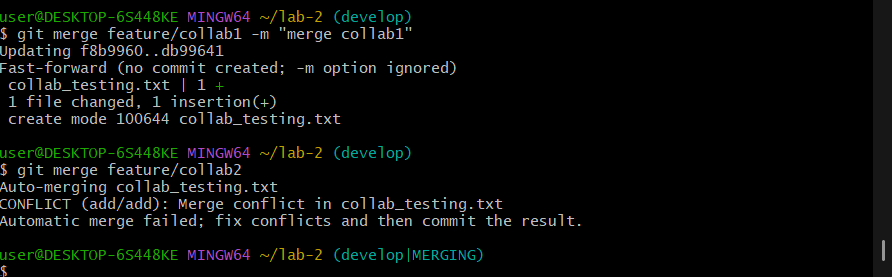 user@DESKTOP-6S448KE MINGW64 ~/lab-2 (develop)
$ git merge feature/collab1 -m "merge collab1"
Updating f8b9960..db99641
Fast-forward (no commit created; -m option ignored)
 collab_testing.txt | 1 +
 1 file changed, 1 insertion(+)
 create mode 100644 collab_testing.txt

user@DESKTOP-6S448KE MINGW64 ~/lab-2 (develop)
$ git merge feature/collab2
Auto-merging collab_testing.txt
CONFLICT (add/add): Merge conflict in collab_testing.txt
Automatic merge failed; fix conflicts and then commit the result.

user@DESKTOP-6S448KE MINGW64 ~/lab-2 (develop|MERGING)
$